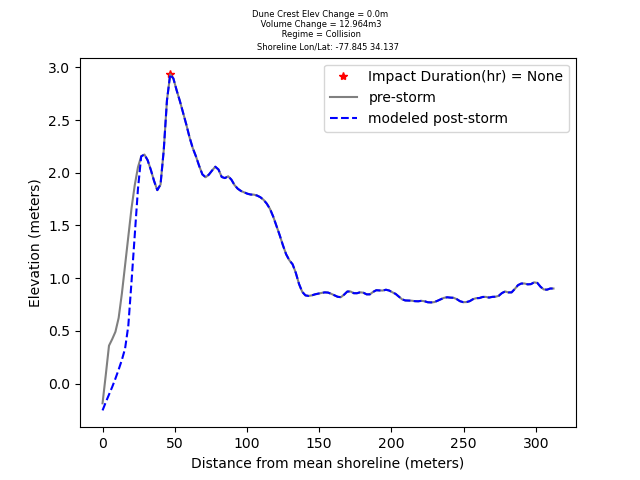 Dune Crest Elev Change = 0.0m
Volume Change = 12.964m3
Regime = Collision
Shoreline Lon/Lat: -77.845 34.137
Impact Duration(hr) = None
pre-storm
modeled post-storm
Elevation (meters)
3.0
2.5
2.0
1.5
1.0
0.5
0.0
0 50 100 150 200 250 300
Distance from mean shoreline (meters)